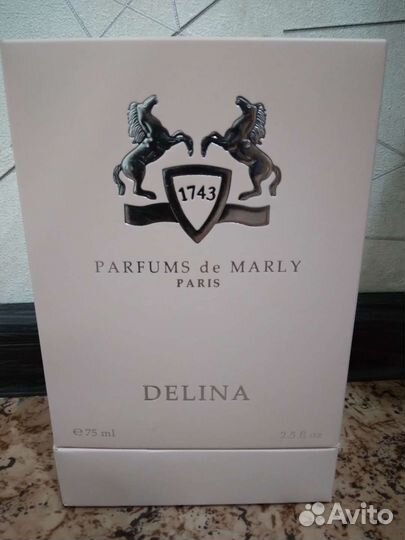 1743
PARFUMS de MARLY
PARIS
DELINA
℮75 ml 2.5 fl oz
Avito